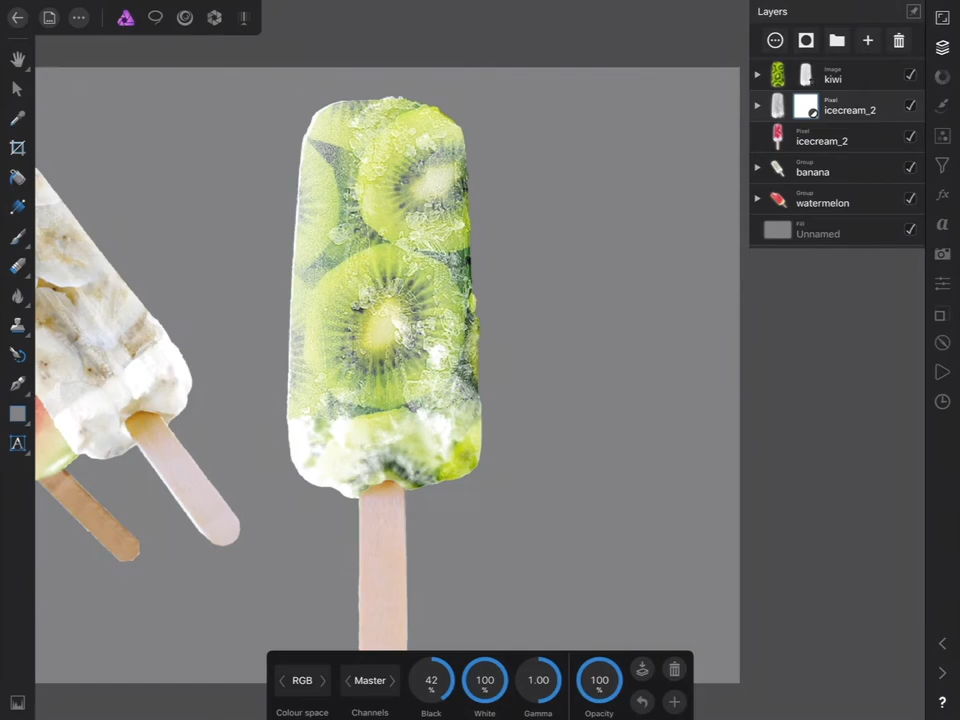 Layers
Image
kiwi
Pixel
icecream_2
Pixel
icecream_2
Group
banana
Group
watermelon
Fill
Unnamed
A
fx
a
?
RGB
Master
42
%
100
%
1.00
100
%
Colour space
Channels
Black
White
Gamma
Opacity